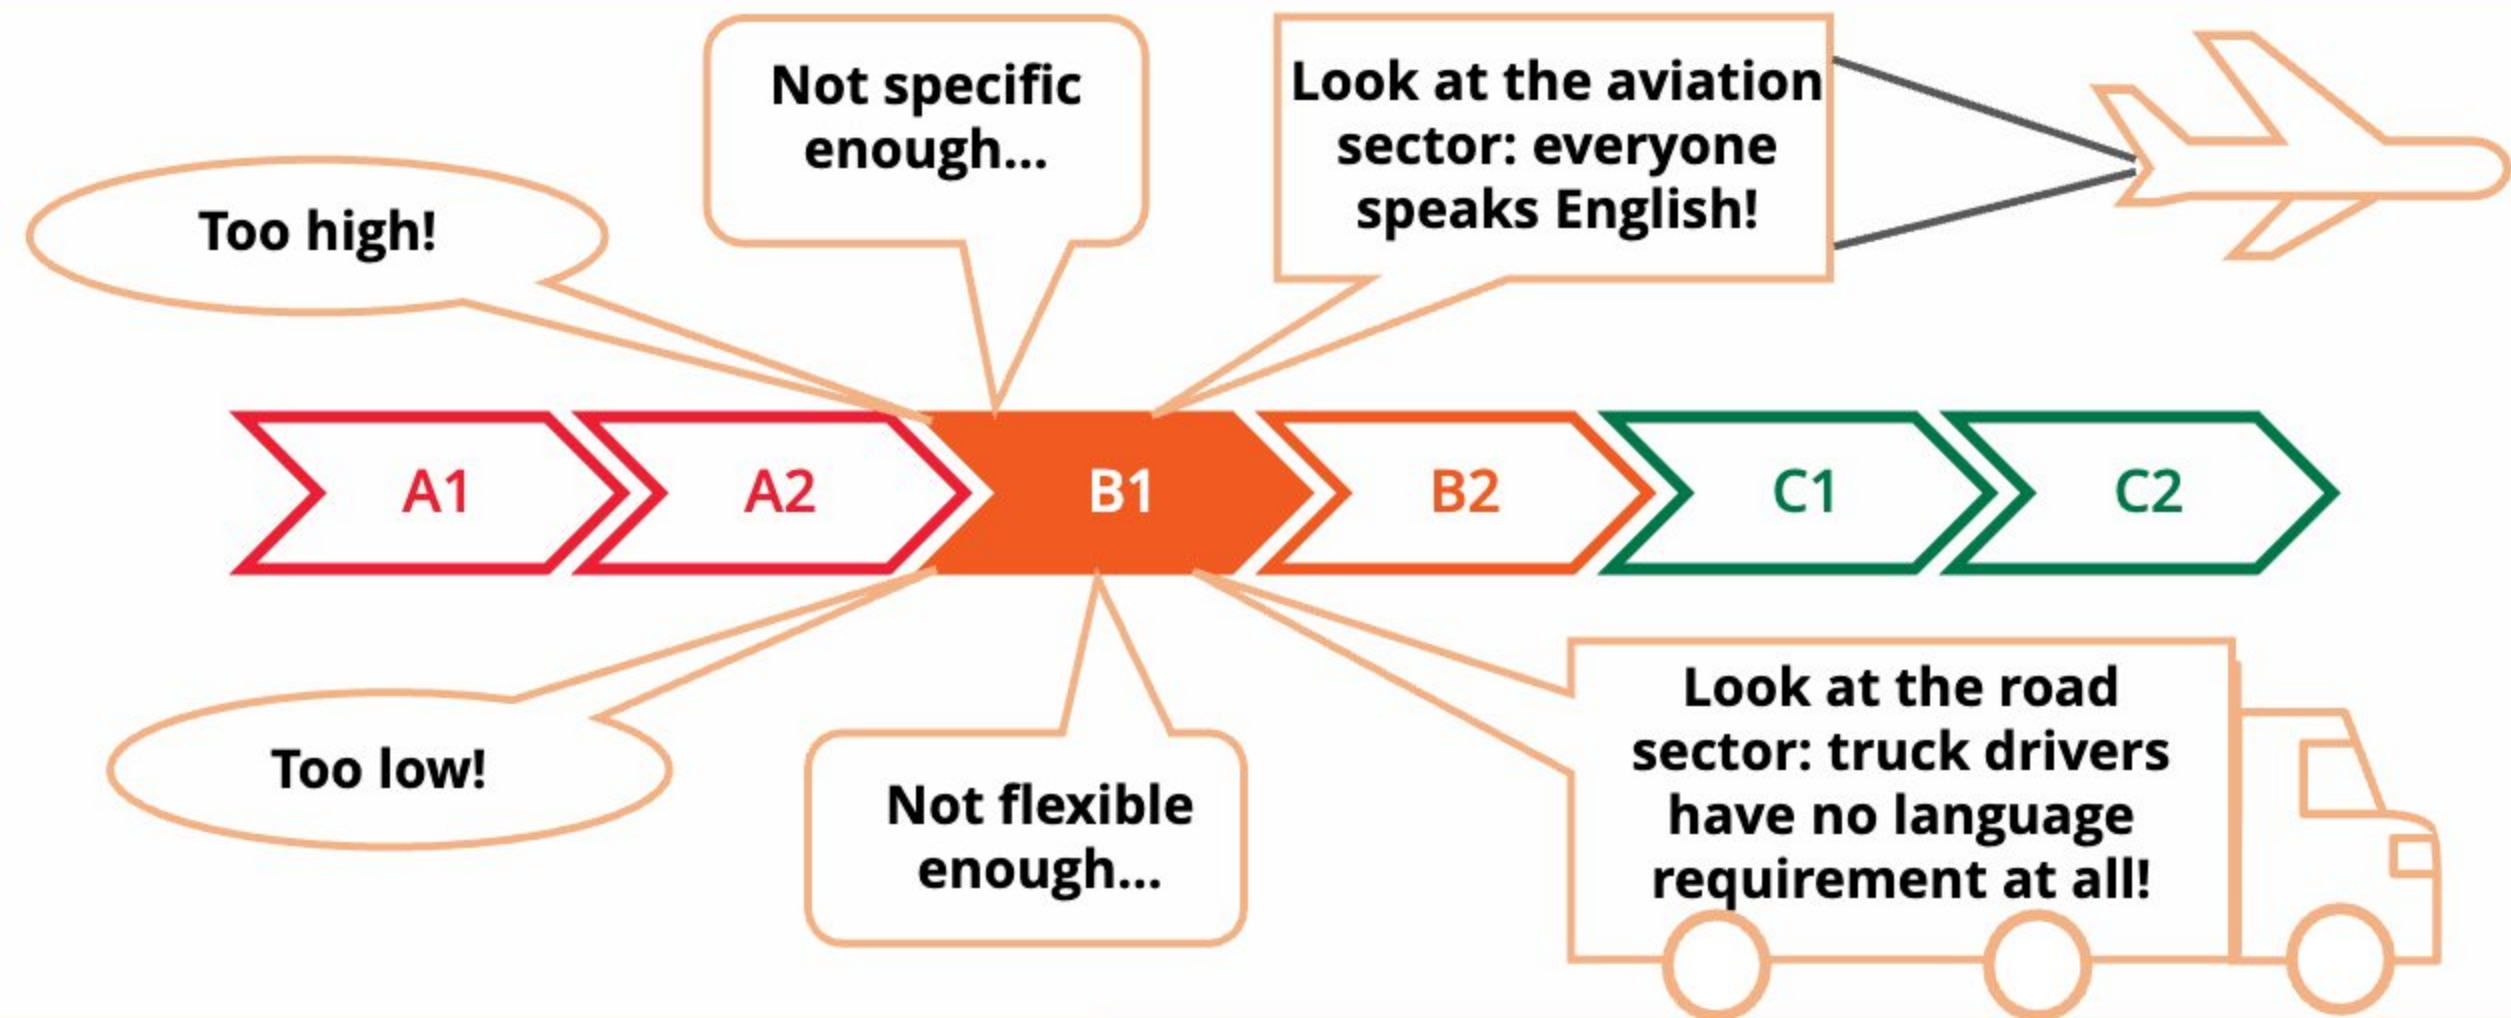 Not specific
enough...
Look at the aviation
sector: everyone
speaks English!
Too high!
A1
A2
B1
B2
C1
C2
Too low!
Not flexible
enough...
Look at the road
sector: truck drivers
have no language
requirement at all!